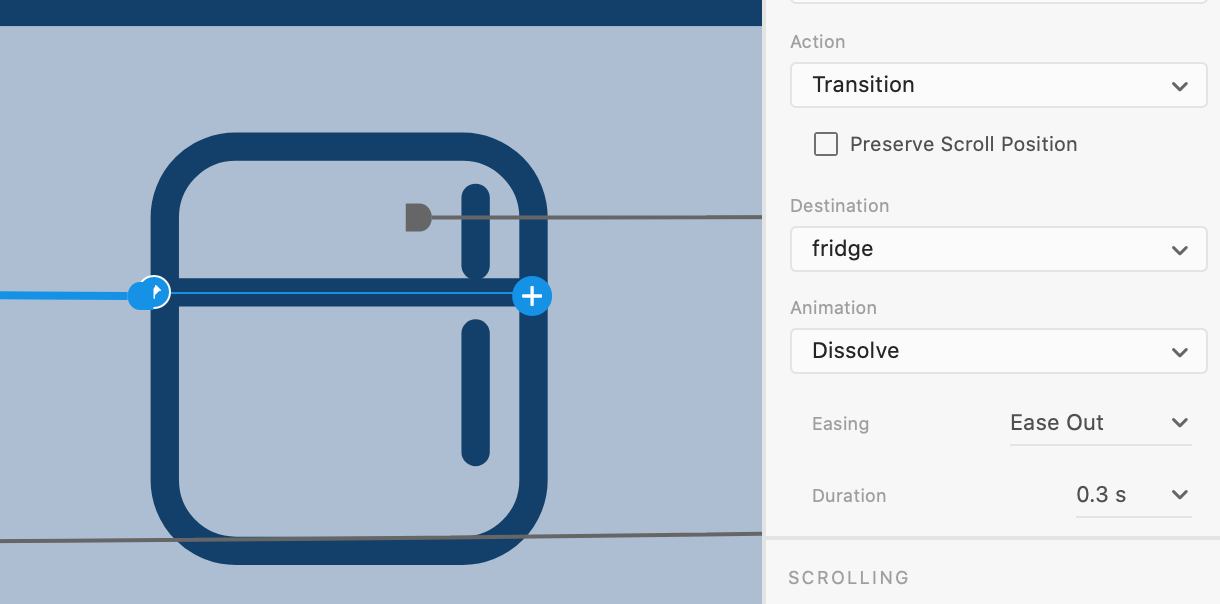 Action
Transition
Preserve Scroll Position
Destination
fridge
Animation
Dissolve
Easing Ease Out
Duration 0.3 s
SCROLLING